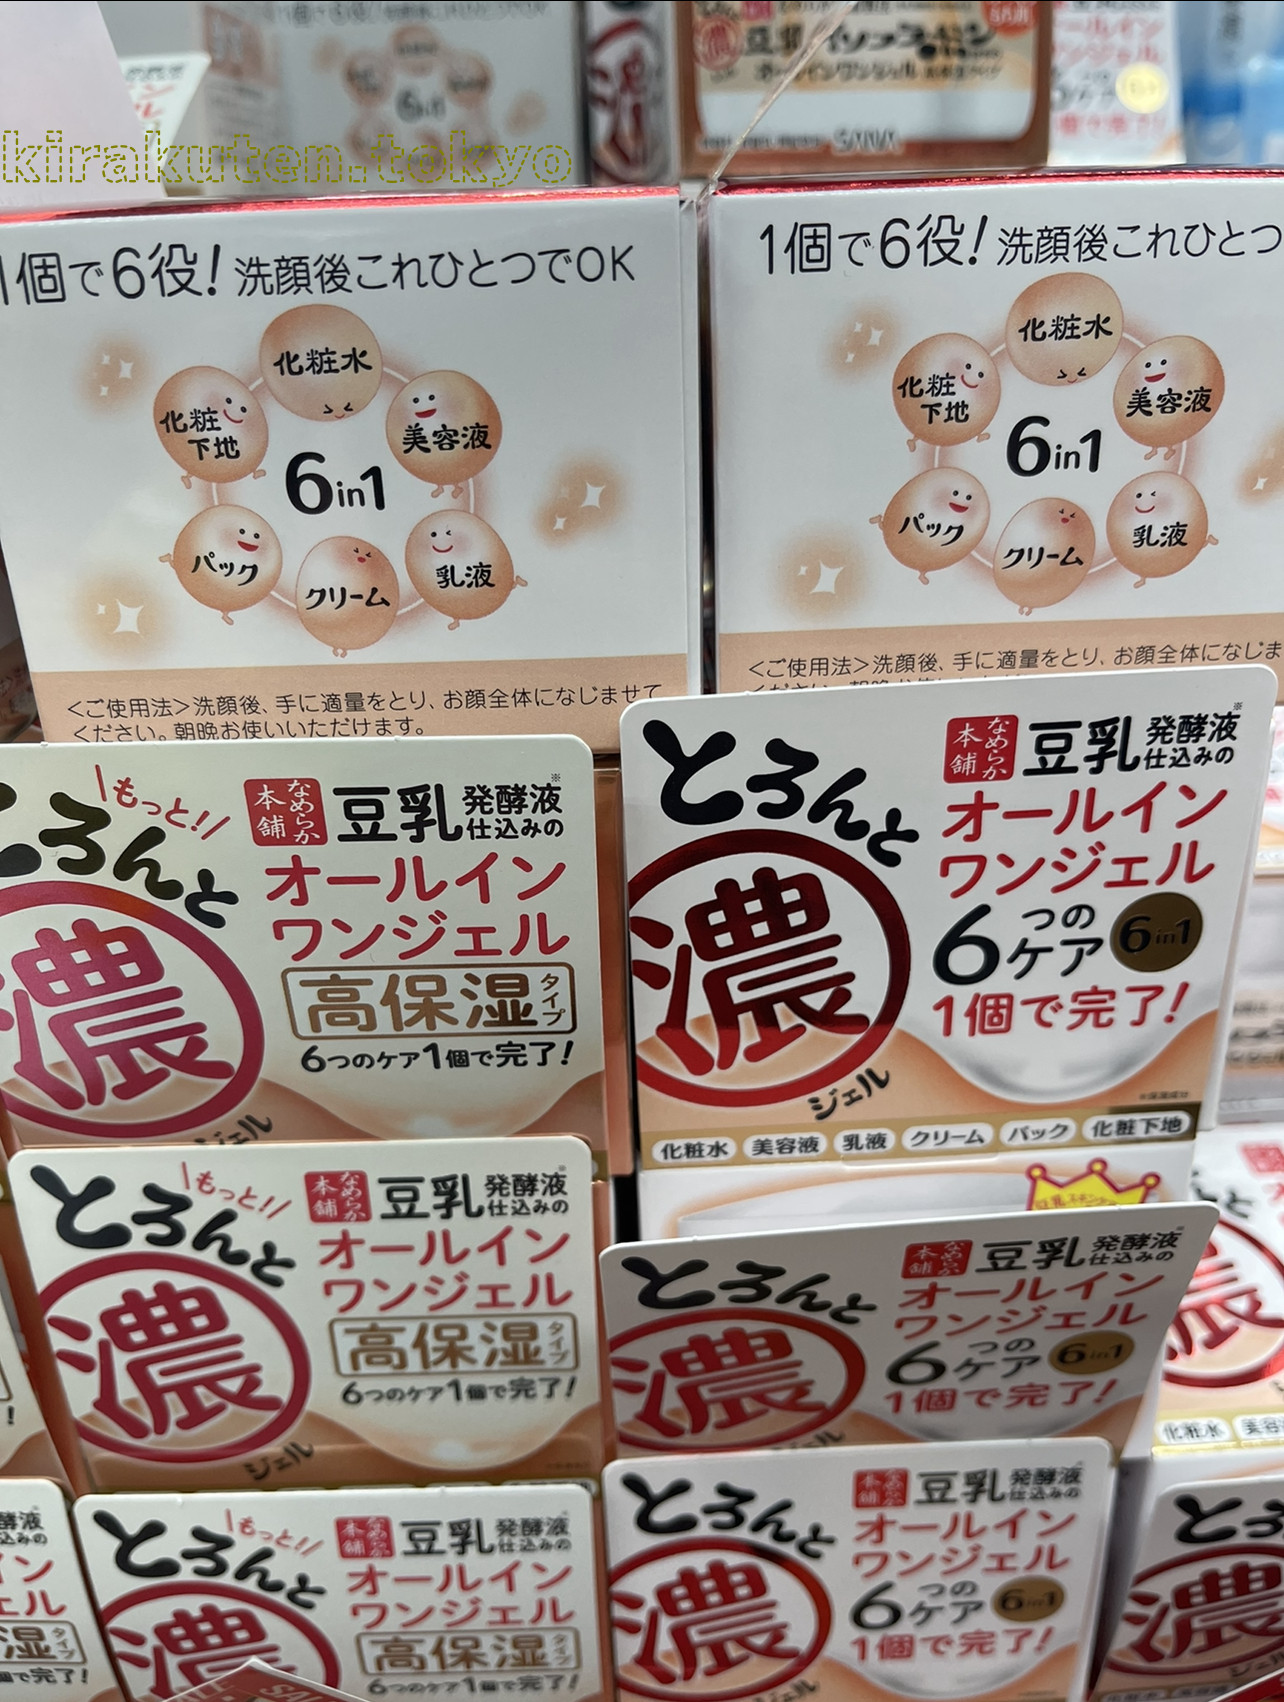 kirakuten.tokyo
SANA
1個で6役！洗顔後これひとつでOK
化粧水
美容液
乳液
クリーム
パック
化粧下地
6in1
<ご使用法>洗顔後、手に適量をとり、お顔全体になじませて
ください。朝晩お使いいただけます。
1個で6役！洗顔後これひとつ
化粧水
美容液
乳液
クリーム
パック
化粧下地
6in1
<ご使用法>洗顔後、手に適量をとり、お顔全体になじま
もっと！
とろんと
濃
ジェル
なめらか本舗
豆乳発酵液※仕込みの
オールイン
ワンジェル
高保湿タイプ
6つのケア1個で完了！
とろんと
濃
ジェル
なめらか本舗
豆乳発酵液※仕込みの
オールイン
ワンジェル
6つのケア 6in1
1個で完了！
※保湿成分
化粧水 美容液 乳液 クリーム パック 化粧下地
もっと！
とろんと
濃
ジェル
なめらか本舗
豆乳発酵液※仕込みの
オールイン
ワンジェル
高保湿タイプ
6つのケア1個で完了！
とろんと
濃
なめらか本舗
豆乳発酵液※仕込みの
オールイン
ワンジェル
6つのケア 6in1
1個で完了！
もっと！
とろんと
濃
なめらか本舗
豆乳発酵液仕込みの
オールイン
ワンジェル
高保湿タイプ
6つのケア1個で完了！
とろんと
濃
ジェル
なめらか本舗
豆乳発酵液仕込みの
オールイン
ワンジェル
6つのケア 6in1
1個で完了！
化粧水